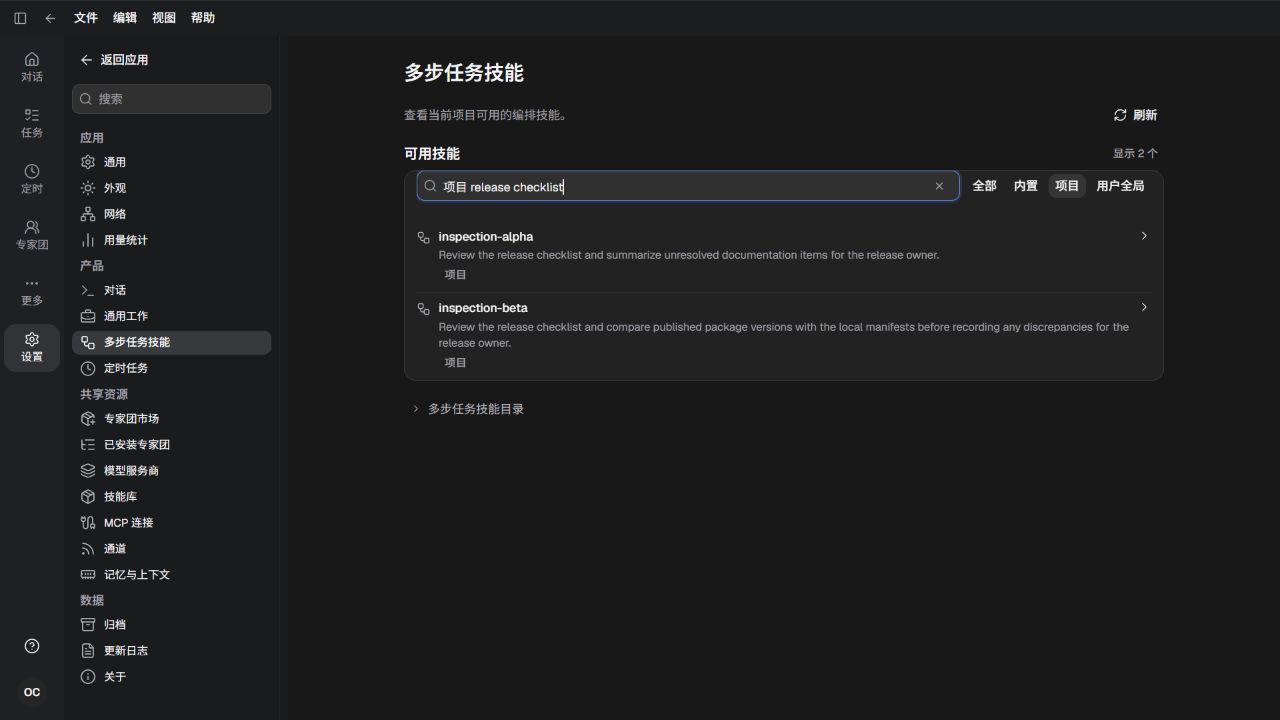 文件 编辑 视图 帮助
对话
任务
定时
专家团
更多
设置
OC
返回应用
搜索
应用
通用
外观
网络
用量统计
产品
对话
通用工作
多步任务技能
定时任务
共享资源
专家团市场
已安装专家团
模型服务商
技能库
MCP 连接
通道
记忆与上下文
数据
归档
更新日志
关于
多步任务技能
查看当前项目可用的编排技能。
刷新
可用技能
显示 2 个
项目 release checklist
全部 内置 项目 用户全局
inspection-alpha
Review the release checklist and summarize unresolved documentation items for the release owner.
项目
inspection-beta
Review the release checklist and compare published package versions with the local manifests before recording any discrepancies for the
release owner.
项目
多步任务技能目录